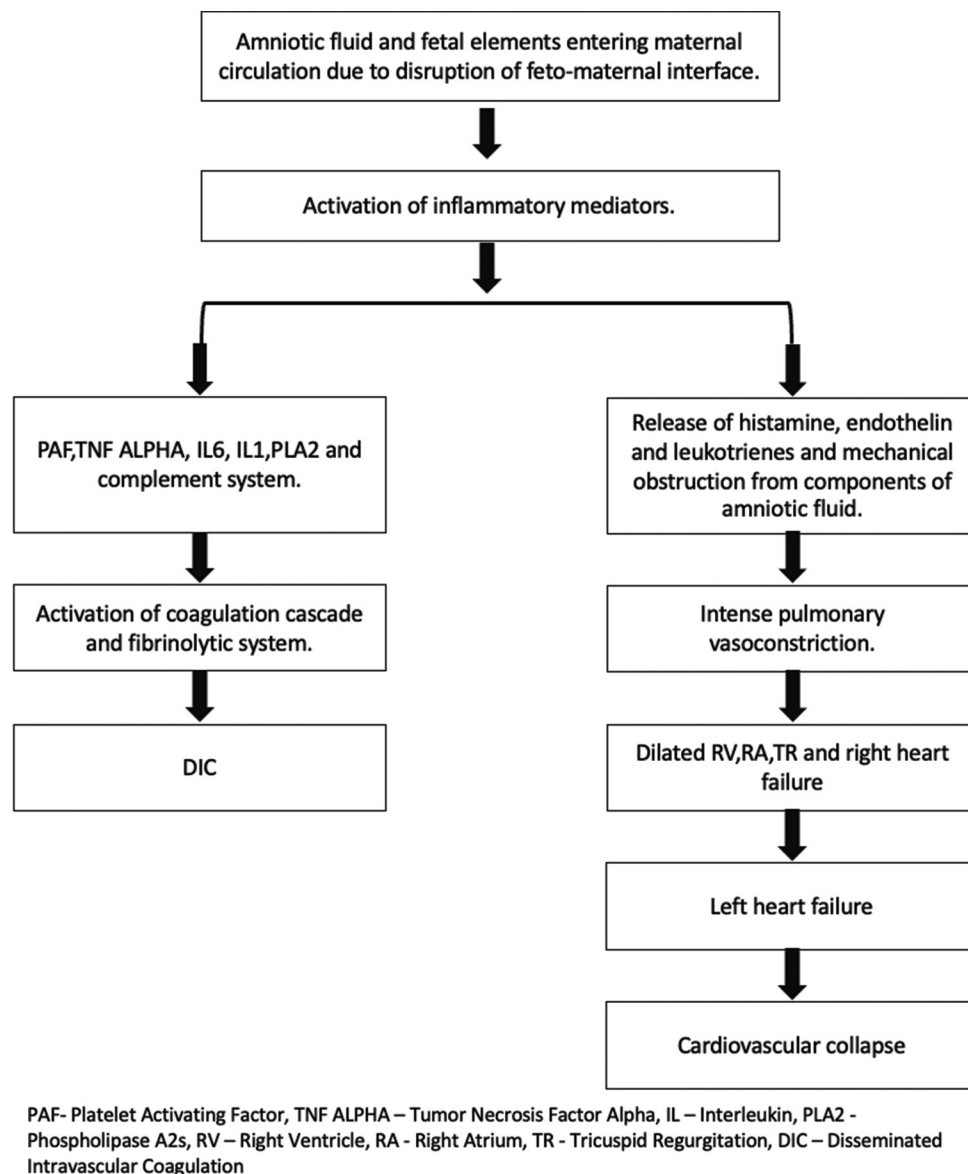 Amniotic fluid and fetal elements entering maternal
circulation due to disruption of feto-maternal interface.
Activation of inflammatory mediators.
PAF,TNF ALPHA, IL6, IL1,PLA2 and
complement system.
Activation of coagulation cascade
and fibrinolytic system.
DIC
Release of histamine, endothelin
and leukotrienes and mechanical
obstruction from components of
amniotic fluid.
Intense pulmonary
vasoconstriction.
Dilated RV,RA,TR and right heart
failure
Left heart failure
Cardiovascular collapse
PAF- Platelet Activating Factor, TNF ALPHA – Tumor Necrosis Factor Alpha, IL – Interleukin, PLA2 -
Phospholipase A2s, RV – Right Ventricle, RA - Right Atrium, TR - Tricuspid Regurgitation, DIC – Disseminated
Intravascular Coagulation